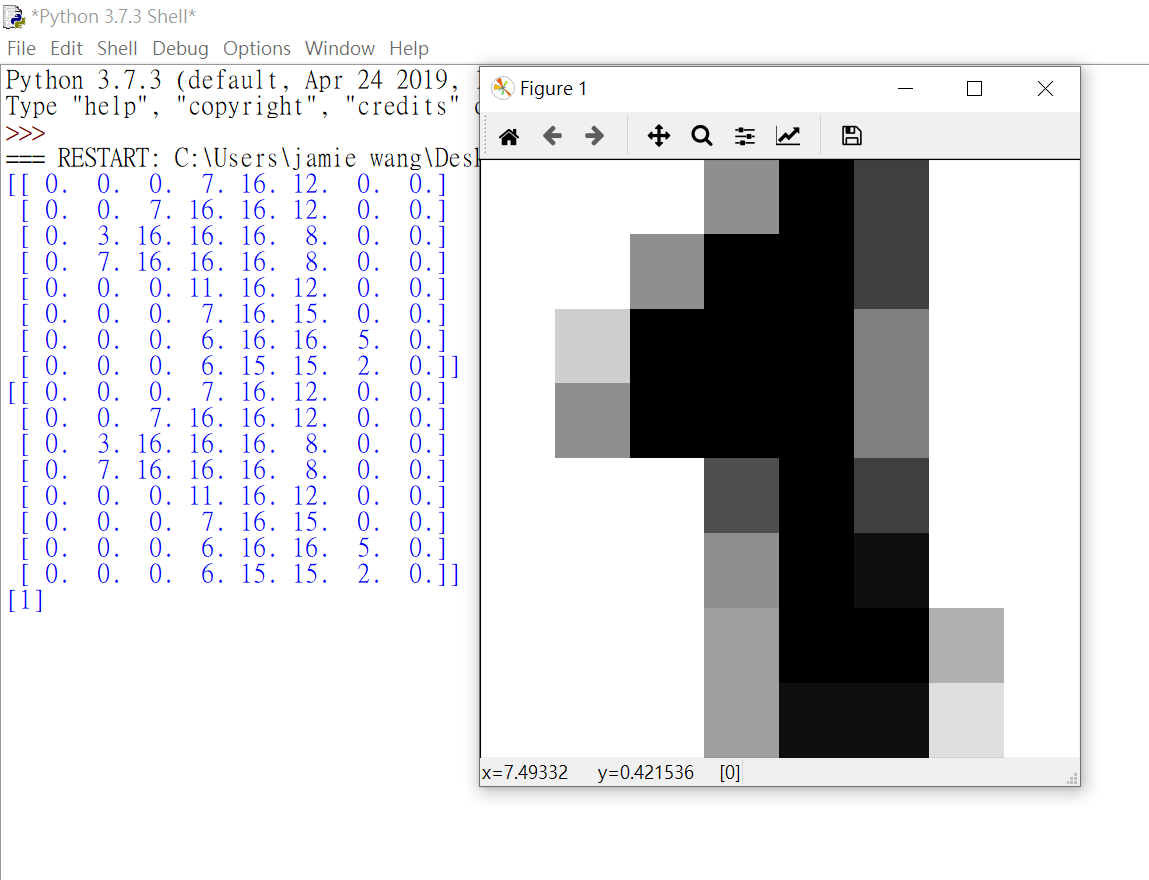 *Python 3.7.3 Shell*
File Edit Shell Debug Options Window Help
Python 3.7.3 (default, Apr 24 2019,
Type "help", "copyright", "credits"
>>>
=== RESTART: C:\Users\jamie wang\Des
[[ 0. 0. 0. 7. 16. 12. 0. 0.]
[ 0. 0. 7. 16. 16. 12. 0. 0.]
[ 0. 3. 16. 16. 16. 8. 0. 0.]
[ 0. 7. 16. 16. 16. 8. 0. 0.]
[ 0. 0. 0. 11. 16. 12. 0. 0.]
[ 0. 0. 0. 7. 16. 15. 0. 0.]
[ 0. 0. 0. 6. 16. 16. 5. 0.]
[ 0. 0. 0. 6. 15. 15. 2. 0.]]
[[ 0. 0. 0. 7. 16. 12. 0. 0.]
[ 0. 0. 7. 16. 16. 12. 0. 0.]
[ 0. 3. 16. 16. 16. 8. 0. 0.]
[ 0. 7. 16. 16. 16. 8. 0. 0.]
[ 0. 0. 0. 11. 16. 12. 0. 0.]
[ 0. 0. 0. 7. 16. 15. 0. 0.]
[ 0. 0. 0. 6. 16. 16. 5. 0.]
[ 0. 0. 0. 6. 15. 15. 2. 0.]]
[1]
Figure 1
x=7.49332 y=0.421536 [0]